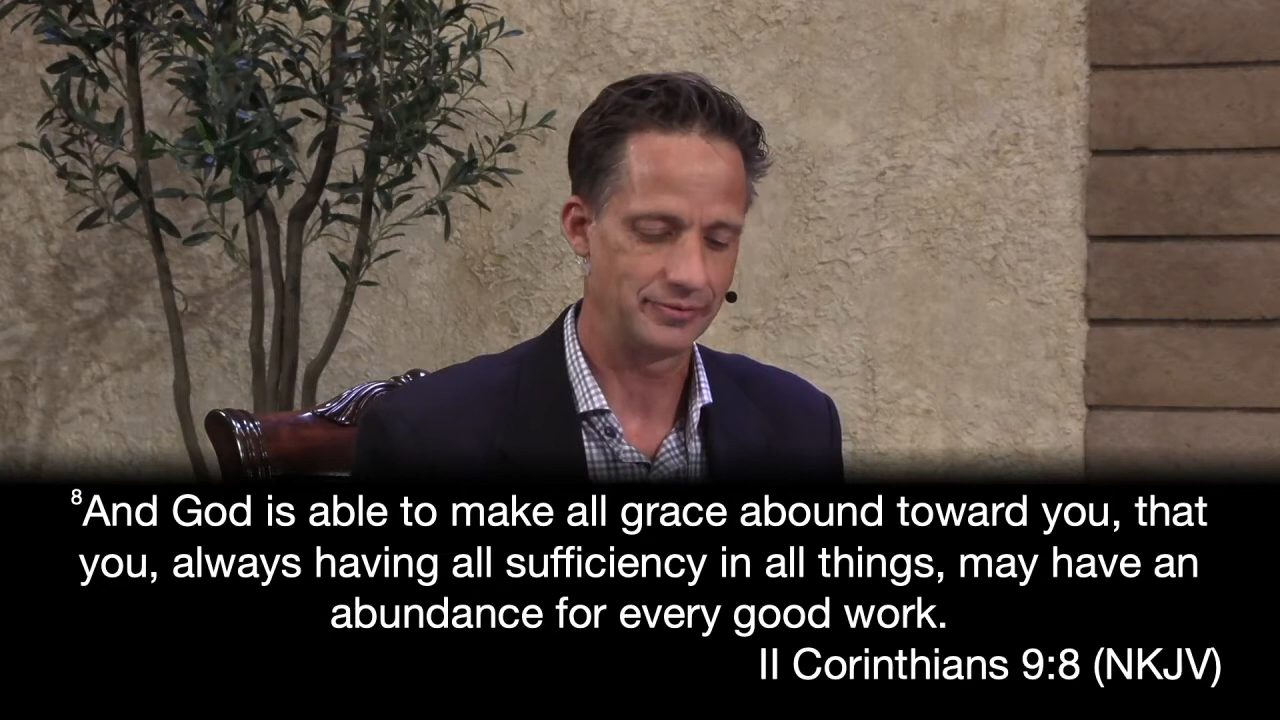 ⁸And God is able to make all grace abound toward you, that
you, always having all sufficiency in all things, may have an
abundance for every good work.
II Corinthians 9:8 (NKJV)